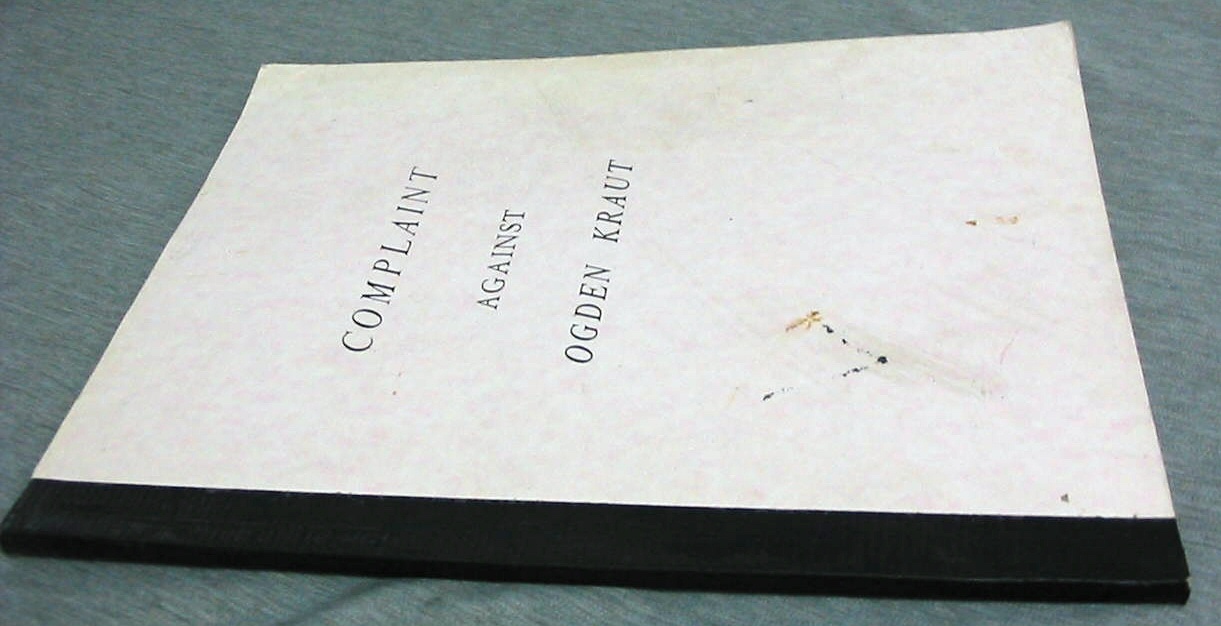 COMPLAINT
AGAINST
OGDEN KRAUT